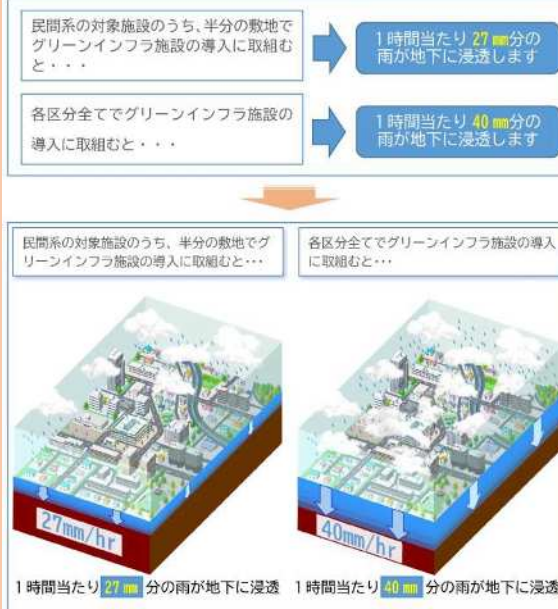 民間系の対象施設のうち、半分の敷地で
グリーンインフラ施設の導入に取組む
と・・・
1時間当たり 27 mm分の
雨が地下に浸透します
各区分全てでグリーンインフラ施設の
導入に取組むと・・・
1時間当たり 40 mm分の
雨が地下に浸透します
民間系の対象施設のうち、半分の敷地でグ
リーンインフラ施設の導入に取組むと・・・
各区分全てでグリーンインフラ施設の導入
に取組むと・・・
27mm/hr
40mm/hr
1時間当たり 27 mm 分の雨が地下に浸透
1時間当たり 40 mm 分の雨が地下に浸透